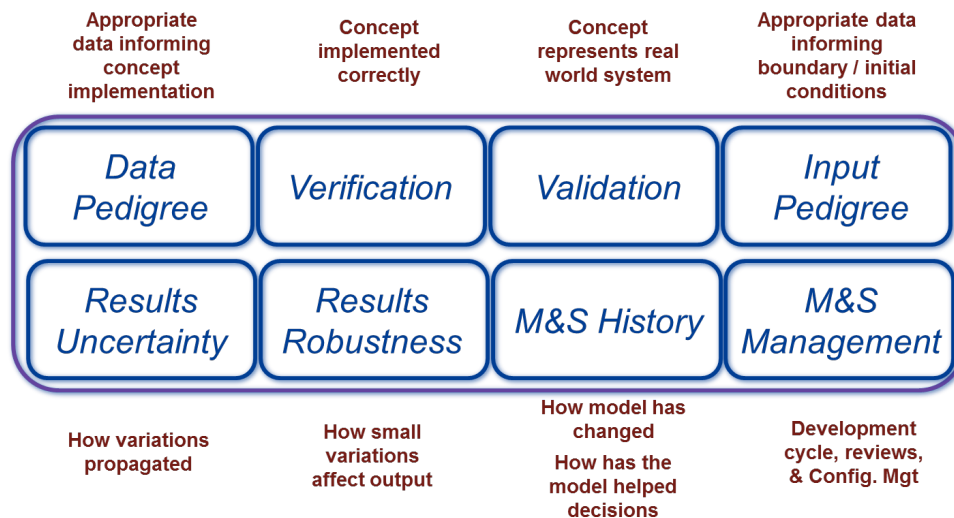 Appropriate
data informing
concept
implementation
Concept
implemented
correctly
Concept
represents real
world system
Appropriate data
informing
boundary / initial
conditions
Data
Pedigree
Verification
Validation
Input
Pedigree
Results
Uncertainty
Results
Robustness
M&S History
M&S
Management
How variations
propagated
How small
variations
affect output
How model has
changed
How has the
model helped
decisions
Development
cycle, reviews,
& Config. Mgt